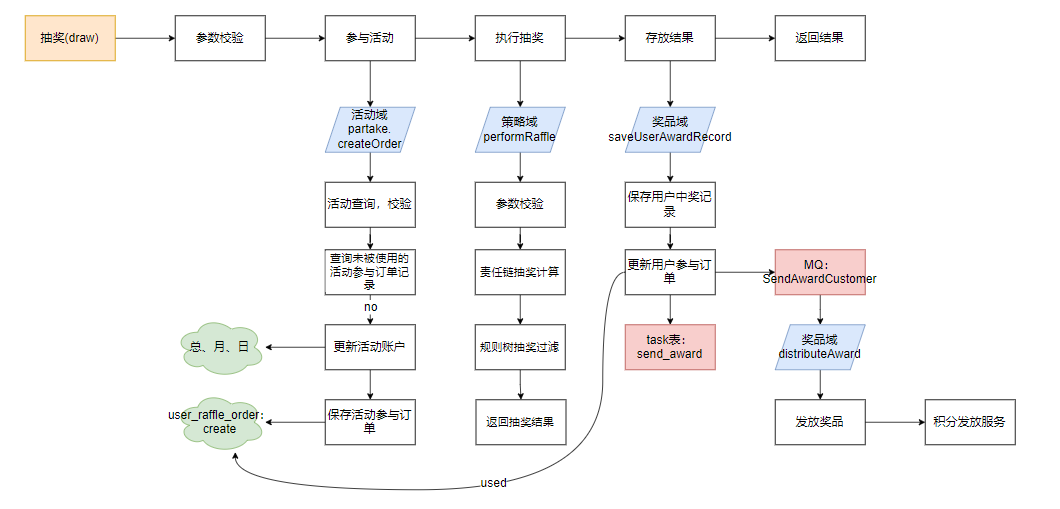 抽奖(draw)
参数校验
参与活动
执行抽奖
存放结果
返回结果
活动域
partake.
createOrder
策略域
performRaffle
奖品域
saveUserAwardRecord
活动查询，校验
参数校验
保存用户中奖记
录
查询未被使用的
活动参与订单记
录
责任链抽奖计算
更新用户参与订
单
MQ：
SendAwardCustomer
no
总、月、日
更新活动账户
规则树抽奖过滤
task表：
send_award
奖品域
distributeAward
user_raffle_order：
create
保存活动参与订
单
返回抽奖结果
发放奖品
积分发放服务
used